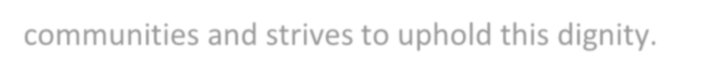 communities and strives to uphold this dignity.